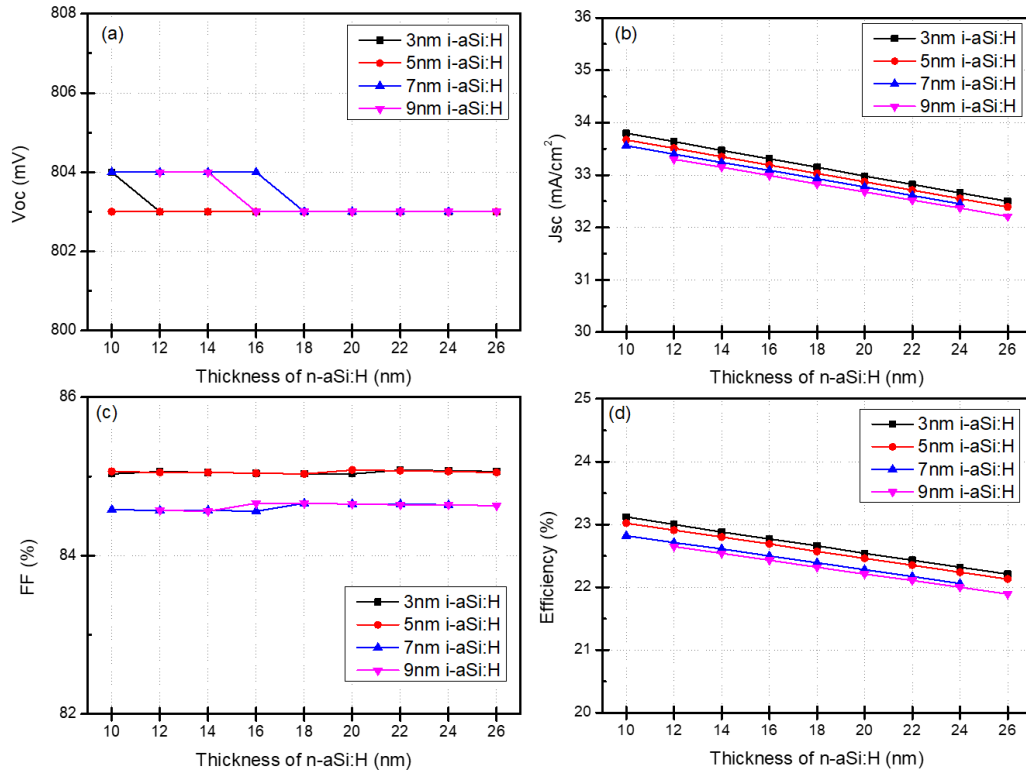 (a)
3nm i-aSi:H
5nm i-aSi:H
7nm i-aSi:H
9nm i-aSi:H
808
806
804
802
800
Voc (mV)
10 12 14 16 18 20 22 24 26
Thickness of n-aSi:H (nm)
(b)
3nm i-aSi:H
5nm i-aSi:H
7nm i-aSi:H
9nm i-aSi:H
36
35
34
33
32
31
30
Jsc (mA/cm²)
10 12 14 16 18 20 22 24 26
Thickness of n-aSi:H (nm)
(c)
86
84
82
FF (%)
3nm i-aSi:H
5nm i-aSi:H
7nm i-aSi:H
9nm i-aSi:H
10 12 14 16 18 20 22 24 26
Thickness of n-aSi:H (nm)
(d)
3nm i-aSi:H
5nm i-aSi:H
7nm i-aSi:H
9nm i-aSi:H
25
24
23
22
21
20
Efficiency (%)
10 12 14 16 18 20 22 24 26
Thickness of n-aSi:H (nm)